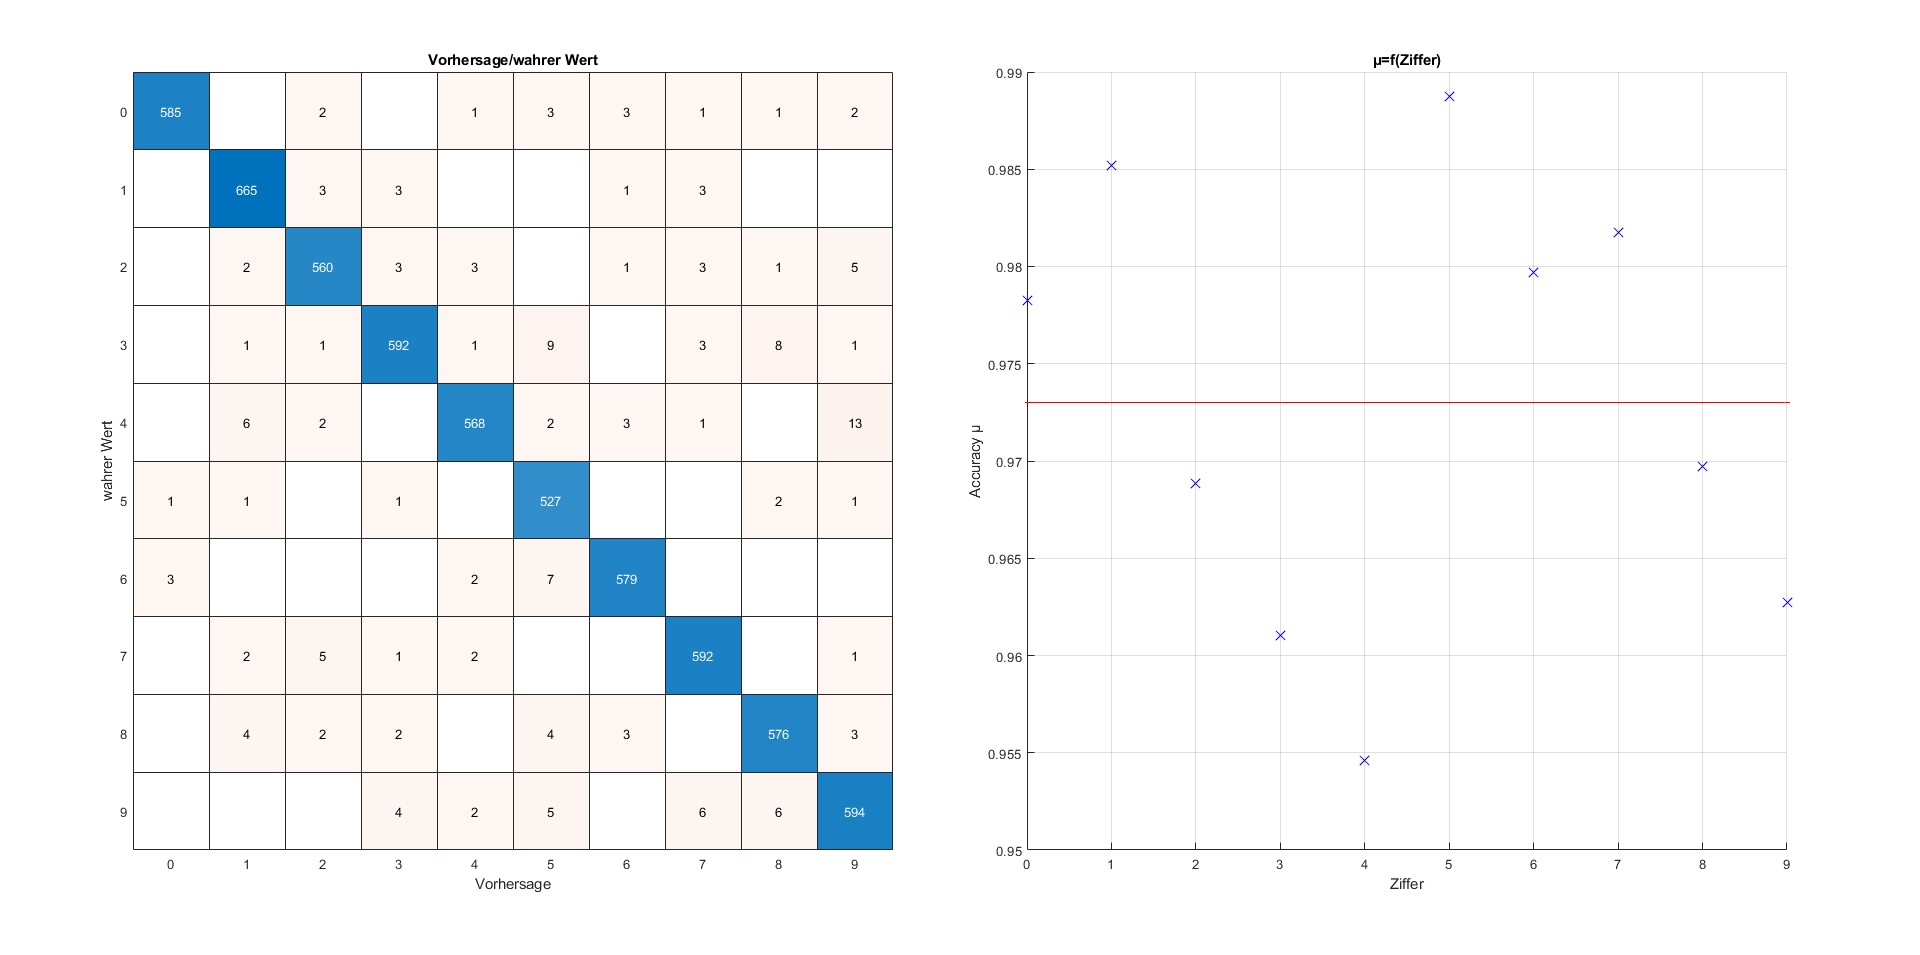 Vorhersage/wahrer Wert
0 585 2 1 3 3 1 1 2
1 665 3 3 1 3
2 2 560 3 3 1 3 1 5
3 1 1 592 1 9 3 8 1
4 6 2 568 2 3 1 13
5 1 1 1 527 2 1
6 3 2 7 579
7 2 5 1 2 592 1
8 4 2 2 4 3 576 3
9 4 2 5 6 6 594
0 1 2 3 4 5 6 7 8 9
Vorhersage
wahrer Wert
µ=f(Ziffer)
0.99
0.985
0.98
0.975
0.97
0.965
0.96
0.955
0.95
0 1 2 3 4 5 6 7 8 9
Ziffer
Accuracy µ